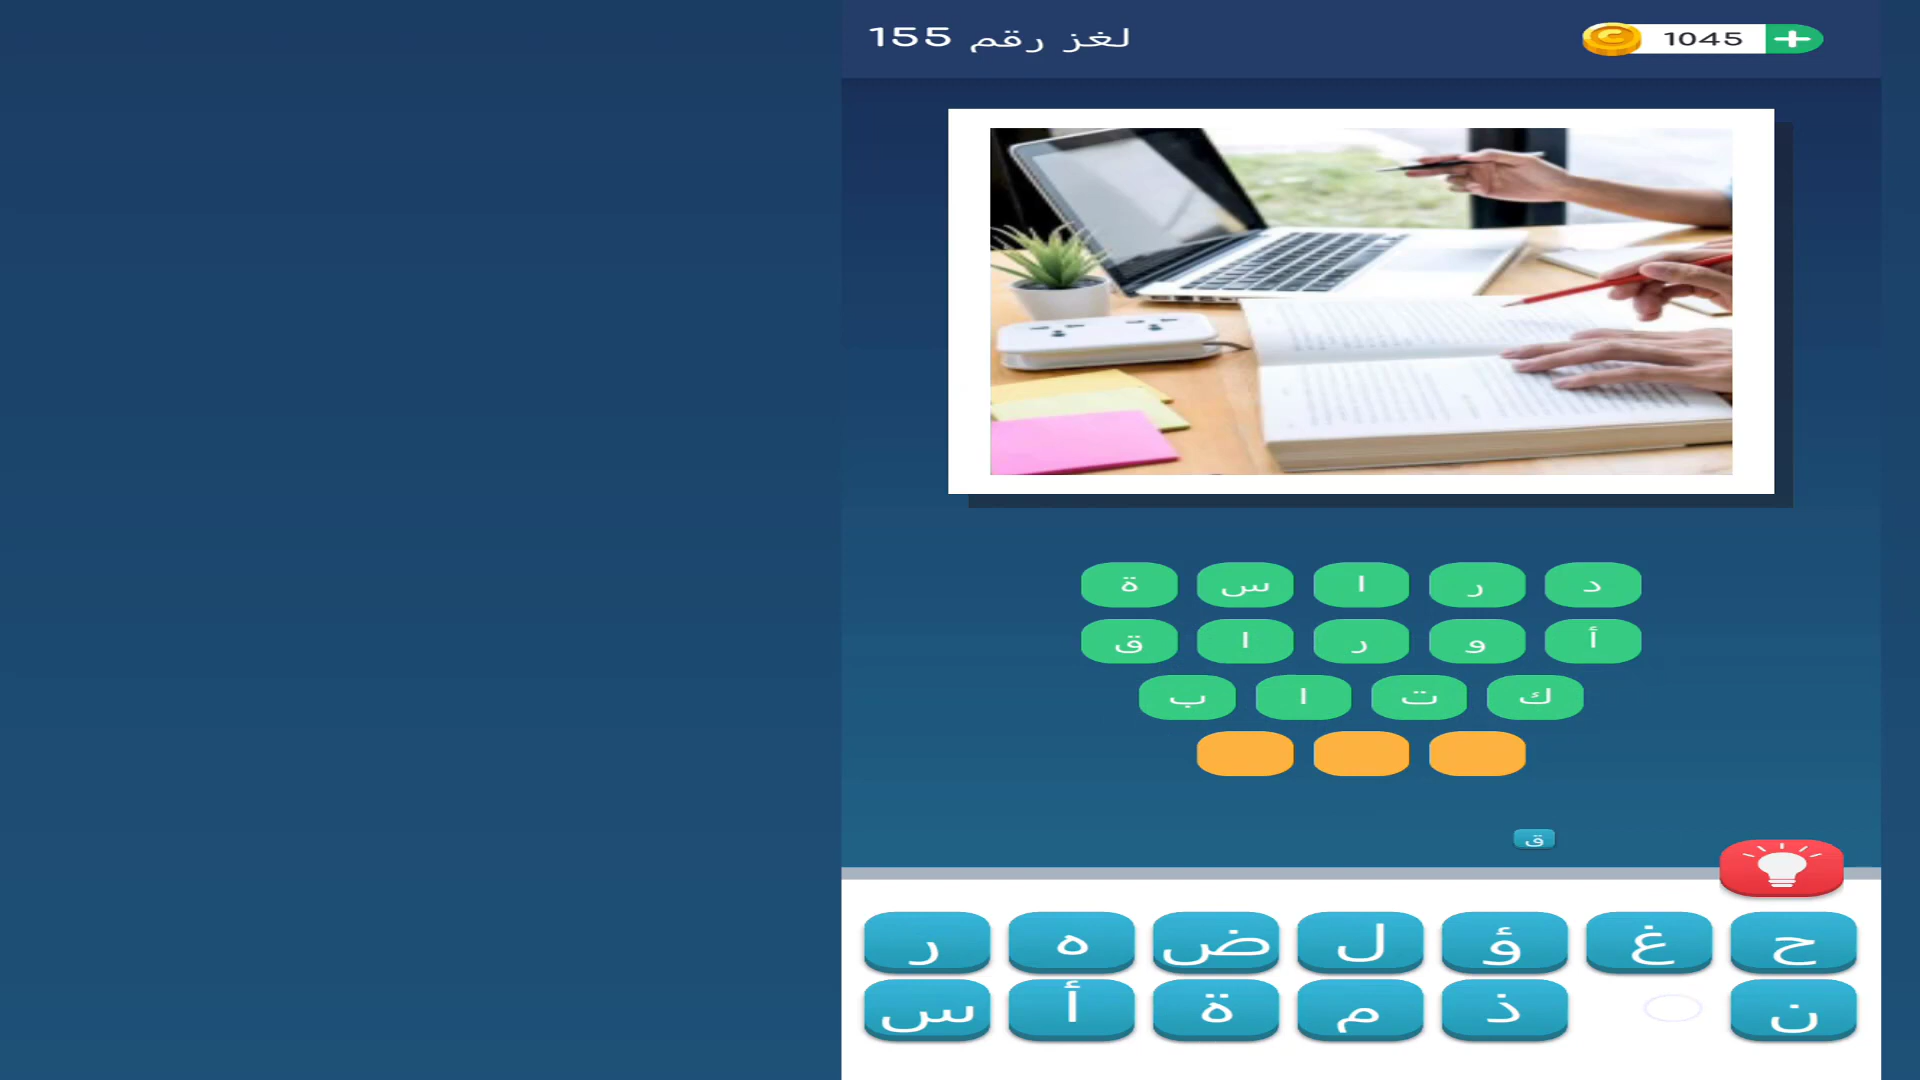 لغز رقم 155
1045
د ر ا س ة
أ و ر ا ق
ك ت ا ب
ق
ح غ ؤ ل ض ه ر
ن ذ م ة أ س